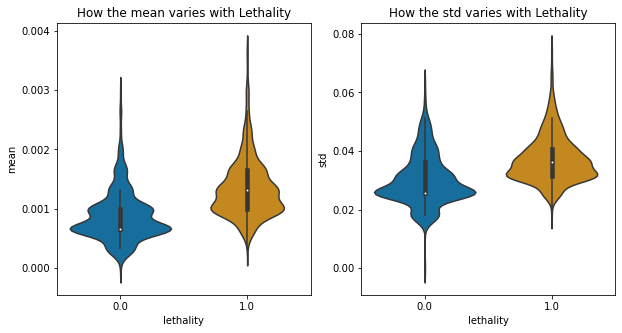 How the mean varies with Lethality
0.004
0.003
0.002
0.001
0.000
mean
0.0
1.0
lethality
How the std varies with Lethality
0.08
0.06
0.04
0.02
0.00
std
0.0
1.0
lethality